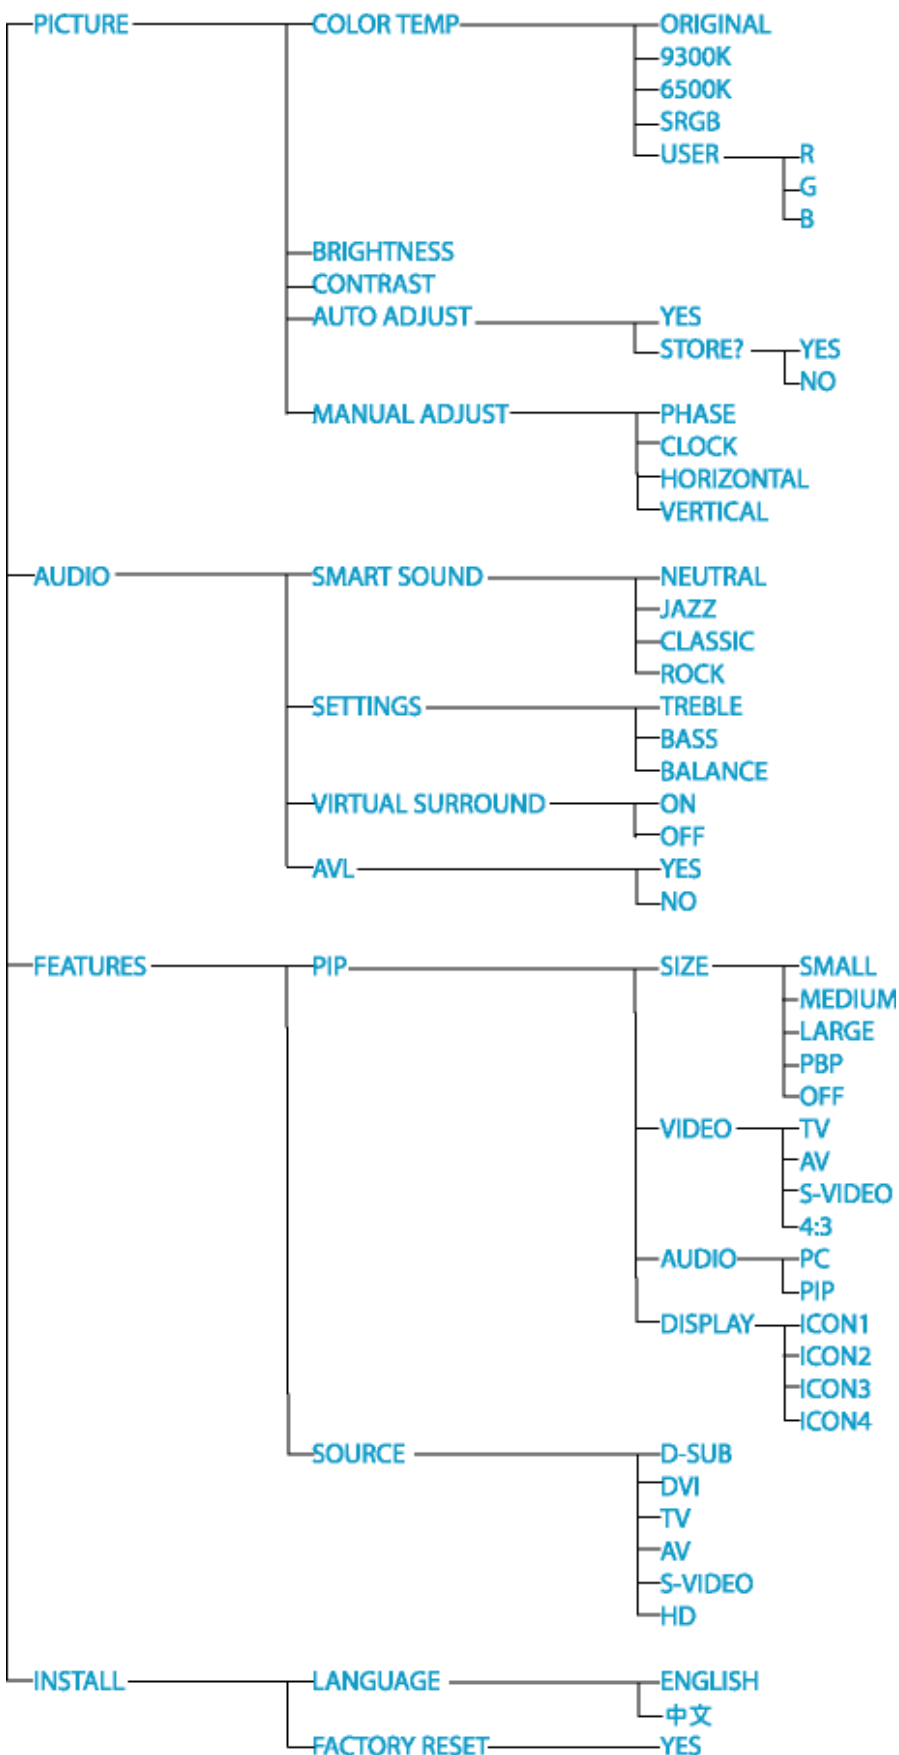 PICTURE COLOR TEMP ORIGINAL
9300K
6500K
SRGB
USER R
G
B
BRIGHTNESS
CONTRAST
AUTO ADJUST YES
STORE? YES
NO
MANUAL ADJUST PHASE
CLOCK
HORIZONTAL
VERTICAL
AUDIO SMART SOUND NEUTRAL
JAZZ
CLASSIC
ROCK
SETTINGS TREBLE
BASS
BALANCE
VIRTUAL SURROUND ON
OFF
AVL YES
NO
FEATURES PIP SIZE SMALL
MEDIUM
LARGE
PBP
OFF
VIDEO TV
AV
S-VIDEO
4:3
AUDIO PC
PIP
DISPLAY ICON1
ICON2
ICON3
ICON4
SOURCE D-SUB
DVI
TV
AV
S-VIDEO
HD
INSTALL LANGUAGE ENGLISH
中文
FACTORY RESET YES